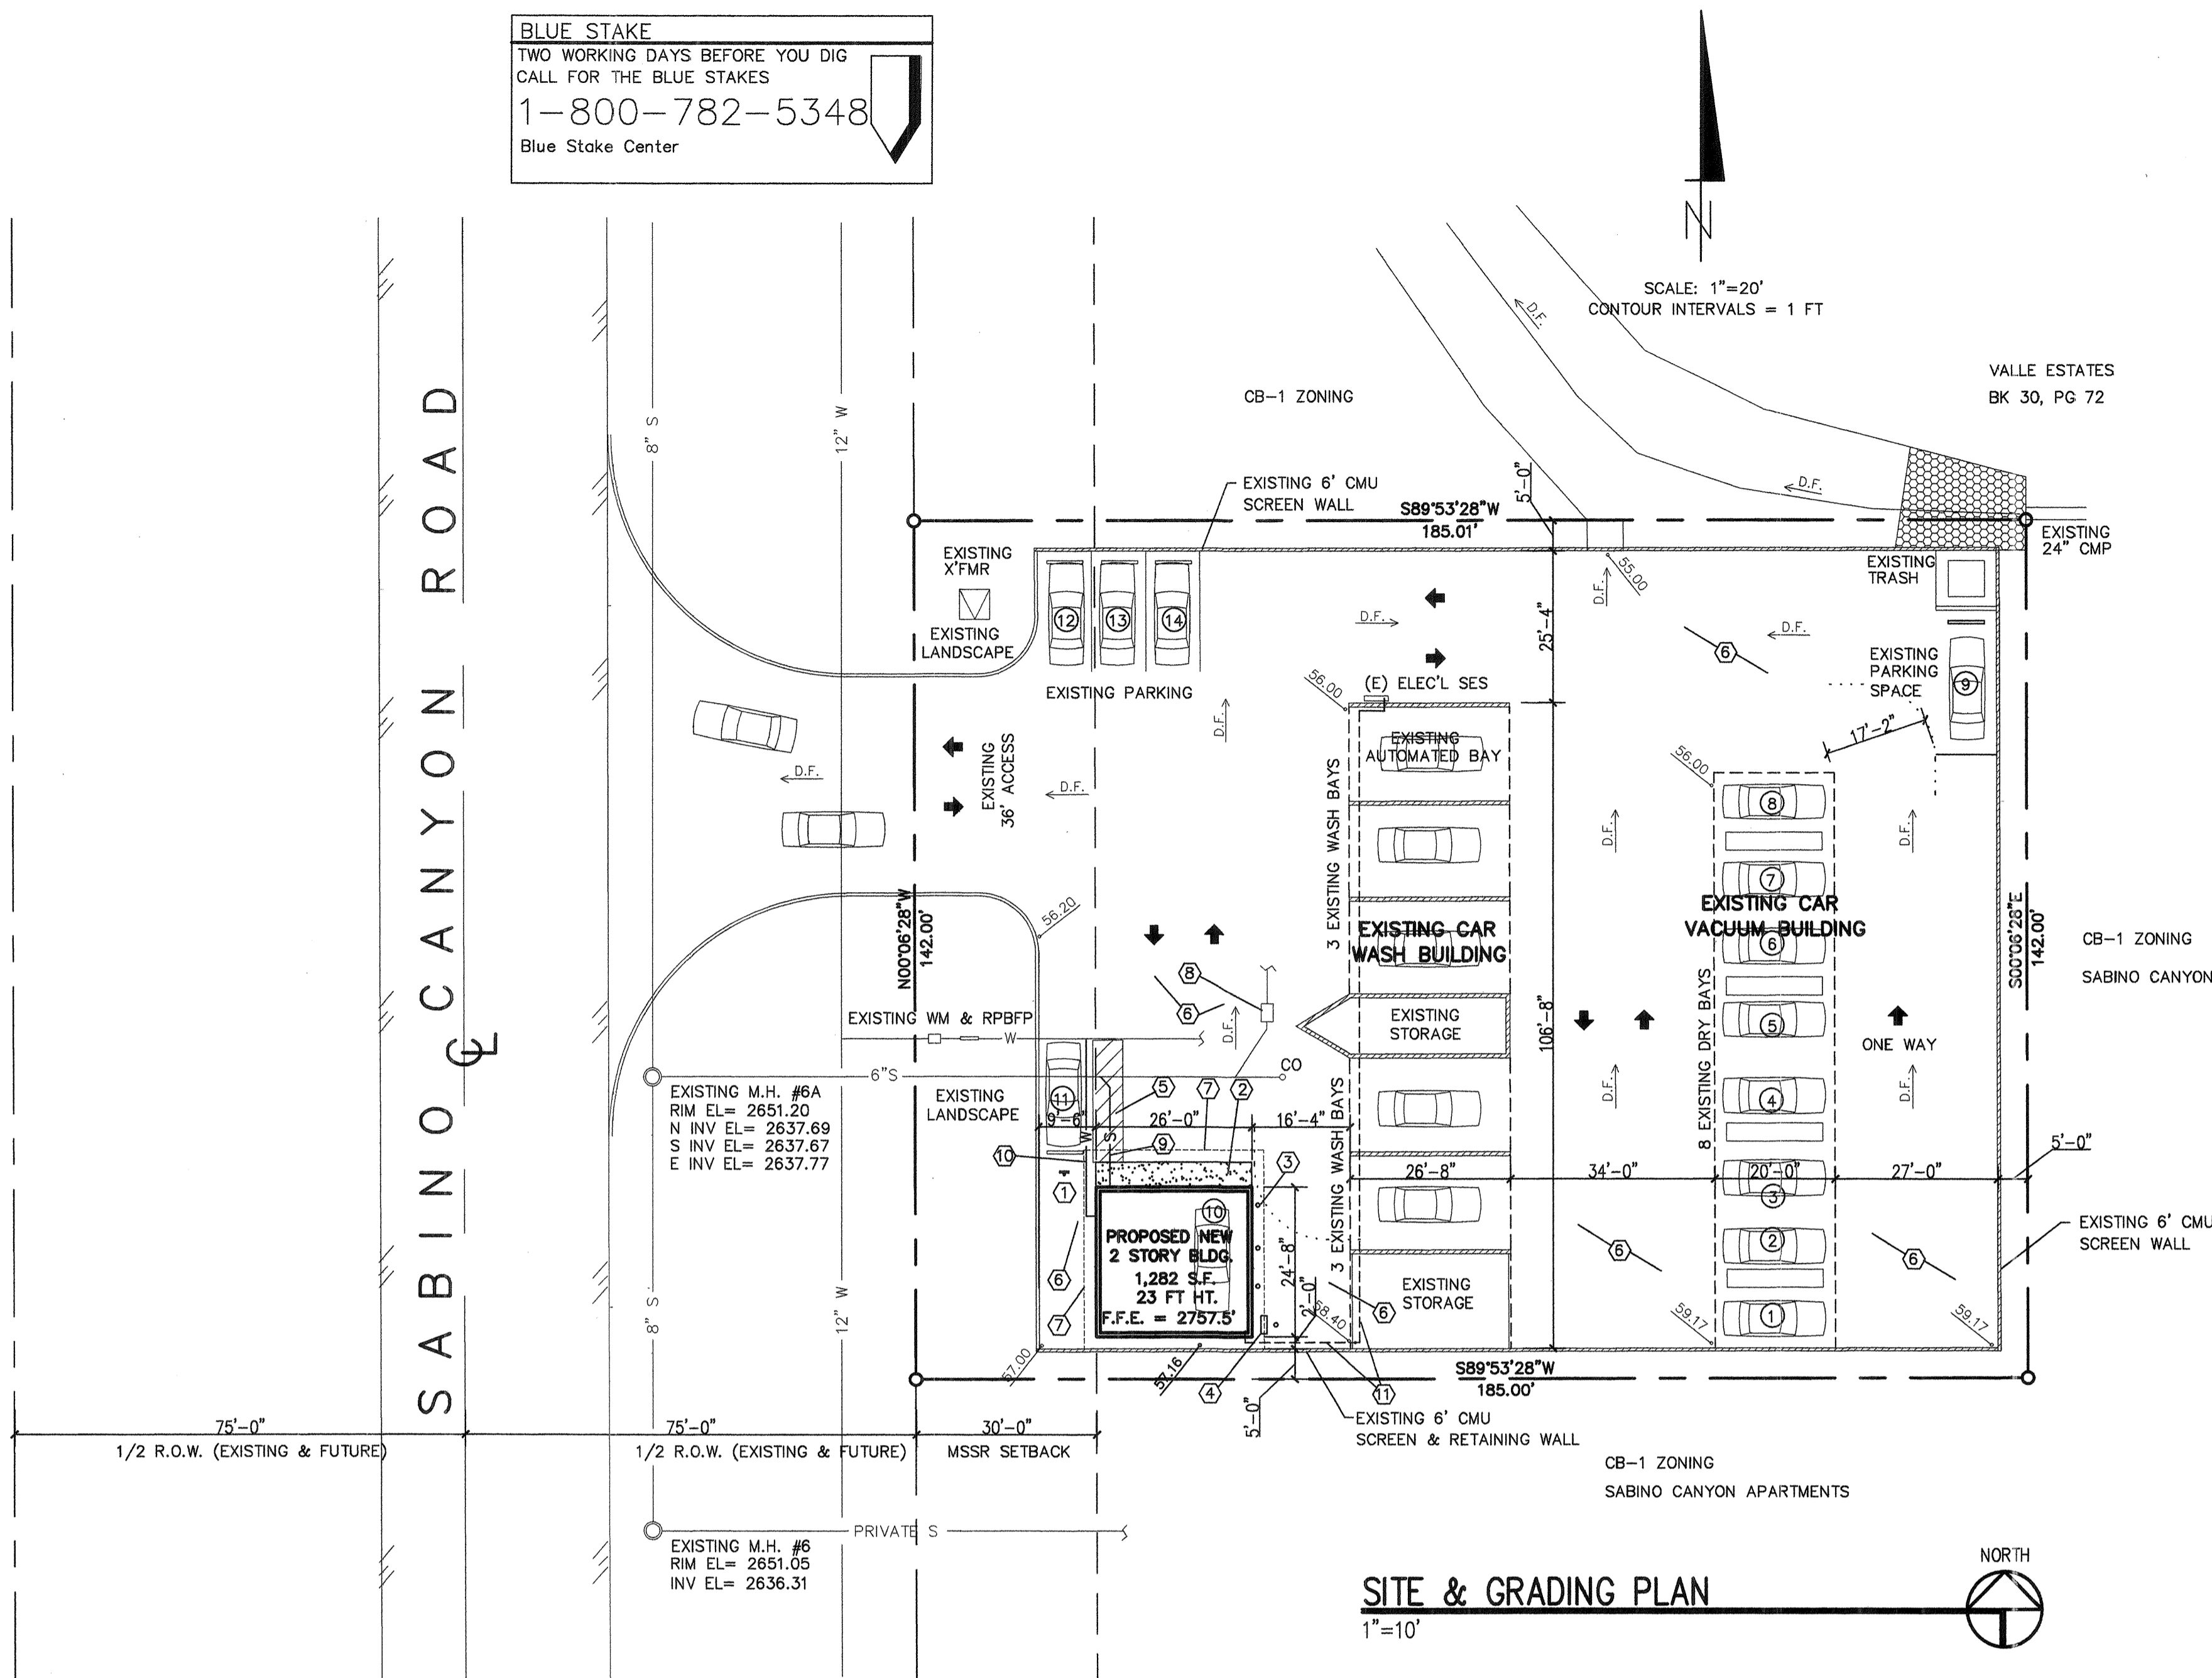 BLUE STAKE
TWO WORKING DAYS BEFORE YOU DIG
CALL FOR THE BLUE STAKES
1-800-782-5348
Blue Stake Center
N
SCALE: 1"=20'
CONTOUR INTERVALS = 1 FT
VALLE ESTATES
BK 30, PG 72
CB-1 ZONING
D.F.
D.F.
8" S
12" W
SABINO CANYON ROAD
EXISTING 6' CMU
SCREEN WALL
S89°53'28"W
185.01'
5'-0"
EXISTING
24" CMP
EXISTING
X'FMR
EXISTING
LANDSCAPE
12
13
14
EXISTING PARKING
D.F.
D.F.
55.00
D.F.
EXISTING
TRASH
25'-4"
6
EXISTING
PARKING
SPACE
9
17'-2"
56.00
(E) ELEC'L SES
D.F.
EXISTING
AUTOMATED BAY
56.00
EXISTING
36' ACCESS
D.F.
D.F.
3 EXISTING WASH BAYS
8
D.F.
D.F.
7
EXISTING CAR
WASH BUILDING
EXISTING CAR
VACUUM BUILDING
6
56.20
N00°06'28"W
142.00'
S00°06'28"E
142.00'
CB-1 ZONING
SABINO CANYON
8
6
D.F.
EXISTING WM & RPBFP
W
EXISTING
STORAGE
106'-8"
8 EXISTING DRY BAYS
5
ONE WAY
CL
6"S
CO
EXISTING M.H. #6A
RIM EL= 2651.20
N INV EL= 2637.69
S INV EL= 2637.67
E INV EL= 2637.77
EXISTING
LANDSCAPE
11
5
7
2
D.F.
4
D.F.
9'-6"
26'-0"
16'-4"
W
S
9
10
3
3 EXISTING WASH BAYS
5'-0"
26'-8"
34'-0"
20'-0"
27'-0"
3
1
10
PROPOSED NEW
2 STORY BLDG.
1,282 S.F.
23 FT HT.
F.F.E. = 2757.5'
24'-8"
2'-0"
6
7
EXISTING
STORAGE
6
58.40
6
2
6
EXISTING 6' CMU
SCREEN WALL
59.17
1
59.17
57.00
57.16
4
11
5'-0"
S89°53'28"W
185.00'
EXISTING 6' CMU
SCREEN & RETAINING WALL
8" S
12" W
75'-0"
1/2 R.O.W. (EXISTING & FUTURE)
75'-0"
1/2 R.O.W. (EXISTING & FUTURE)
30'-0"
MSSR SETBACK
CB-1 ZONING
SABINO CANYON APARTMENTS
PRIVATE S
EXISTING M.H. #6
RIM EL= 2651.05
INV EL= 2636.31
SITE & GRADING PLAN
1"=10'
NORTH